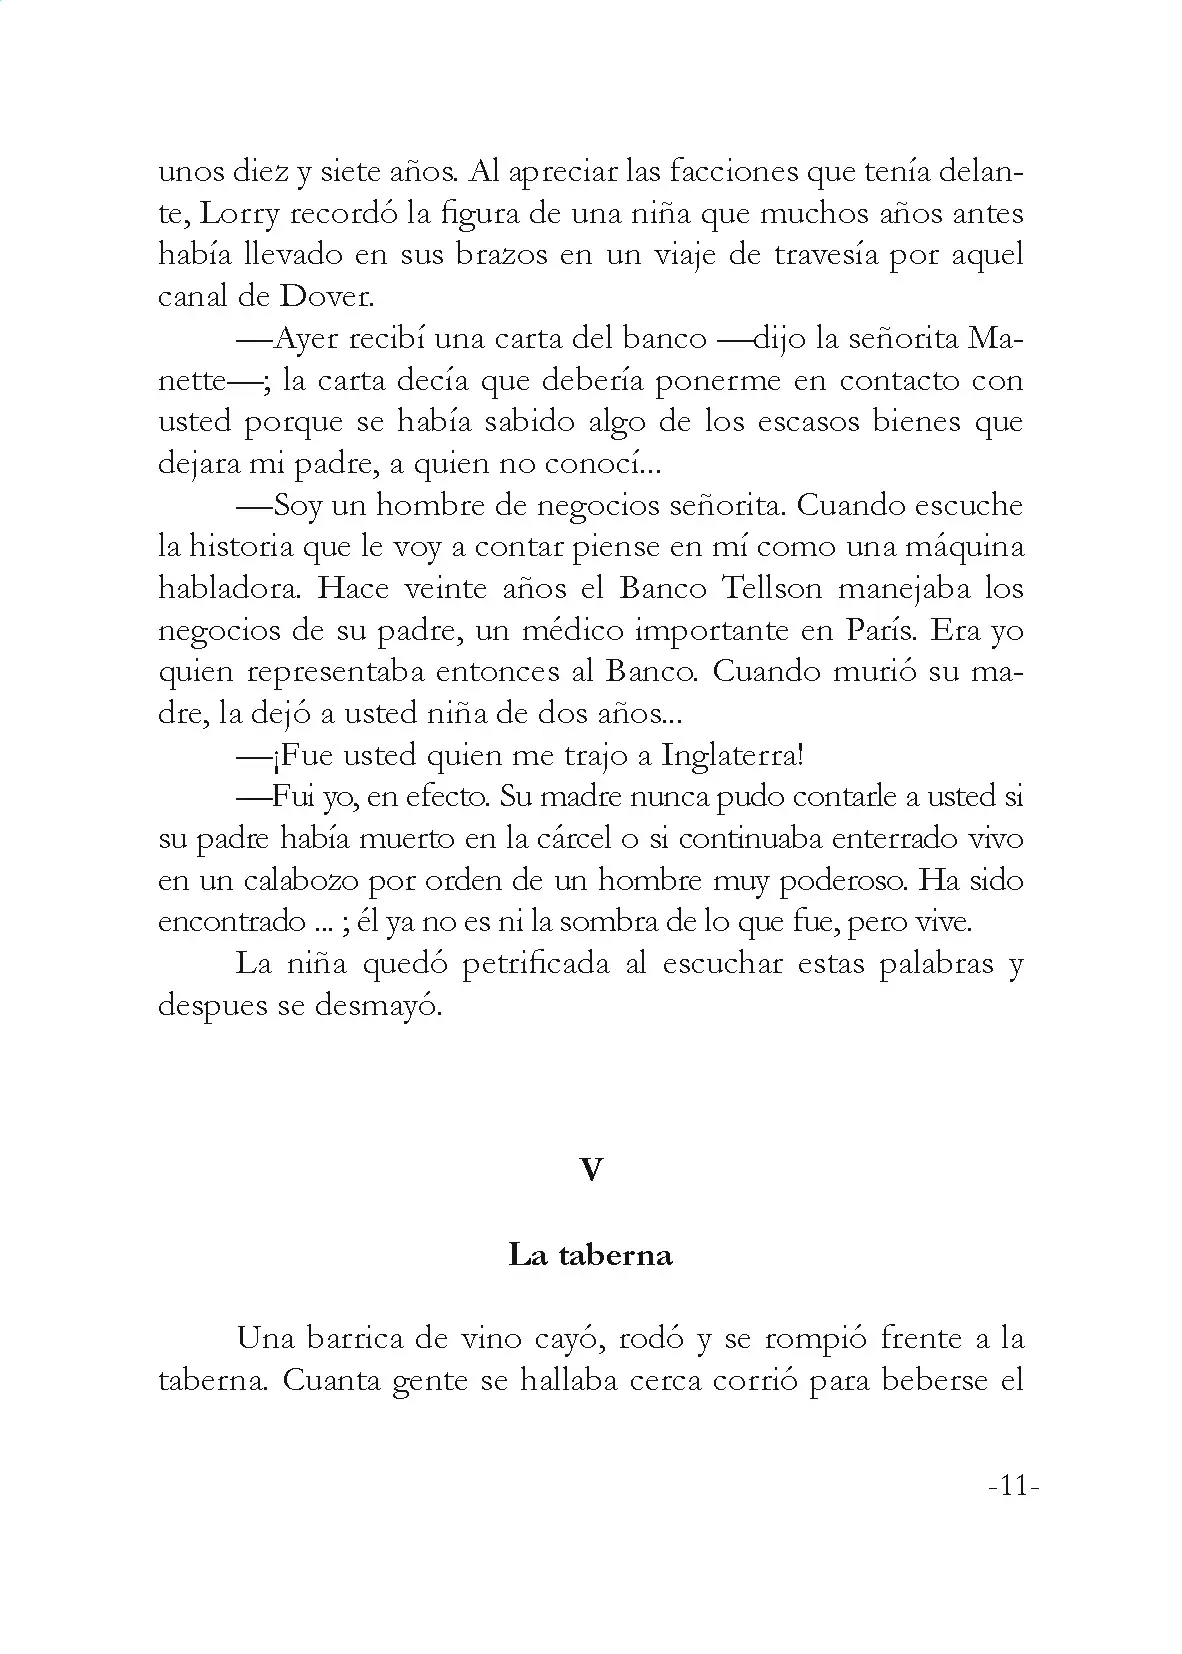 unos diez y siete años. Al apreciar las facciones que tenía delan-
te, Lorry recordó la figura de una niña que muchos años antes
había llevado en sus brazos en un viaje de travesía por aquel
canal de Dover.
—Ayer recibí una carta del banco —dijo la señorita Ma-
nette—; la carta decía que debería ponerme en contacto con
usted porque se había sabido algo de los escasos bienes que
dejara mi padre, a quien no conocí...
—Soy un hombre de negocios señorita. Cuando escuche
la historia que le voy a contar piense en mí como una máquina
habladora. Hace veinte años el Banco Tellson manejaba los
negocios de su padre, un médico importante en París. Era yo
quien representaba entonces al Banco. Cuando murió su ma-
dre, la dejó a usted niña de dos años...
—¡Fue usted quien me trajo a Inglaterra!
—Fui yo, en efecto. Su madre nunca pudo contarle a usted si
su padre había muerto en la cárcel o si continuaba enterrado vivo
en un calabozo por orden de un hombre muy poderoso. Ha sido
encontrado ... ; él ya no es ni la sombra de lo que fue, pero vive.
La niña quedó petrificada al escuchar estas palabras y
despues se desmayó.
V
La taberna
Una barrica de vino cayó, rodó y se rompió frente a la
taberna. Cuanta gente se hallaba cerca corrió para beberse el
-11-